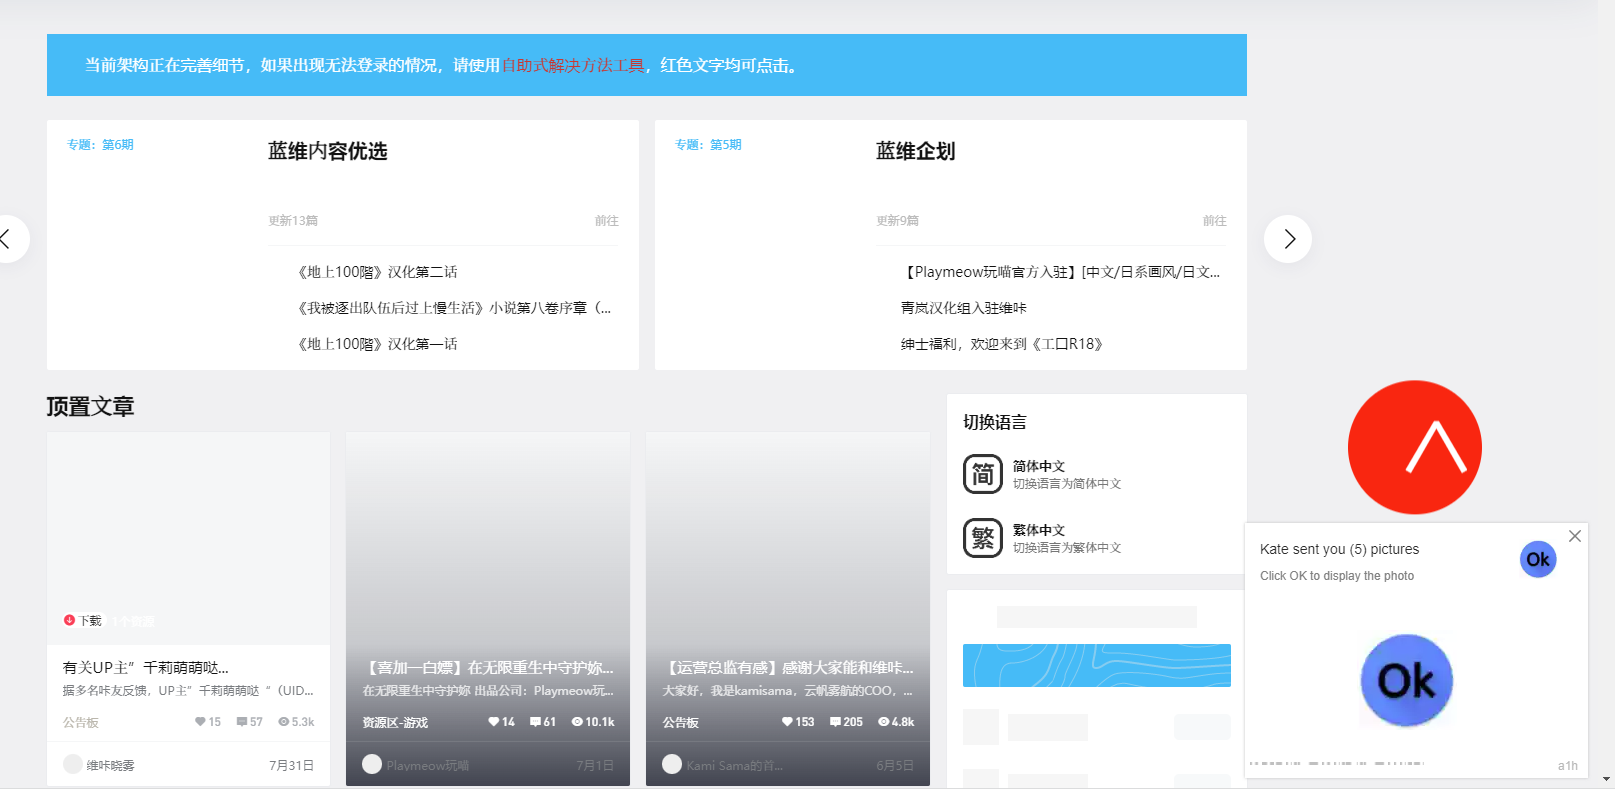 当前架构正在完善细节，如果出现无法登录的情况，请使用自助式解决方法工具，红色文字均可点击。
专题：第6期
蓝维内容优选
更新13篇
前往
《地上100階》汉化第二话
《我被逐出队伍后过上慢生活》小说第八卷序章（...
《地上100階》汉化第一话
专题：第5期
蓝维企划
更新9篇
前往
【Playmeow玩喵官方入驻】[中文/日系画风/日文...
青岚汉化组入驻维咔
绅士福利，欢迎来到《工口R18》
顶置文章
下载
有关UP主”千莉萌萌哒...
据多名咔友反馈，UP主”千莉萌萌哒“（UID...
公告板
15
57
5.3k
维咔晓雾
7月31日
【喜加一白嫖】在无限重生中守护妳...
在无限重生中守护妳 出品公司：Playmeow玩...
资源区-游戏
14
61
10.1k
Playmeow玩喵
7月1日
【运营总监有感】感谢大家能和维咔...
大家好，我是kamisama，云帆雾航的COO，...
公告板
153
205
4.8k
Kami Sama的首...
6月5日
切换语言
简
简体中文
切换语言为简体中文
繁
繁体中文
切换语言为繁体中文
Kate sent you (5) pictures
Click OK to display the photo
Ok
Ok
a1h